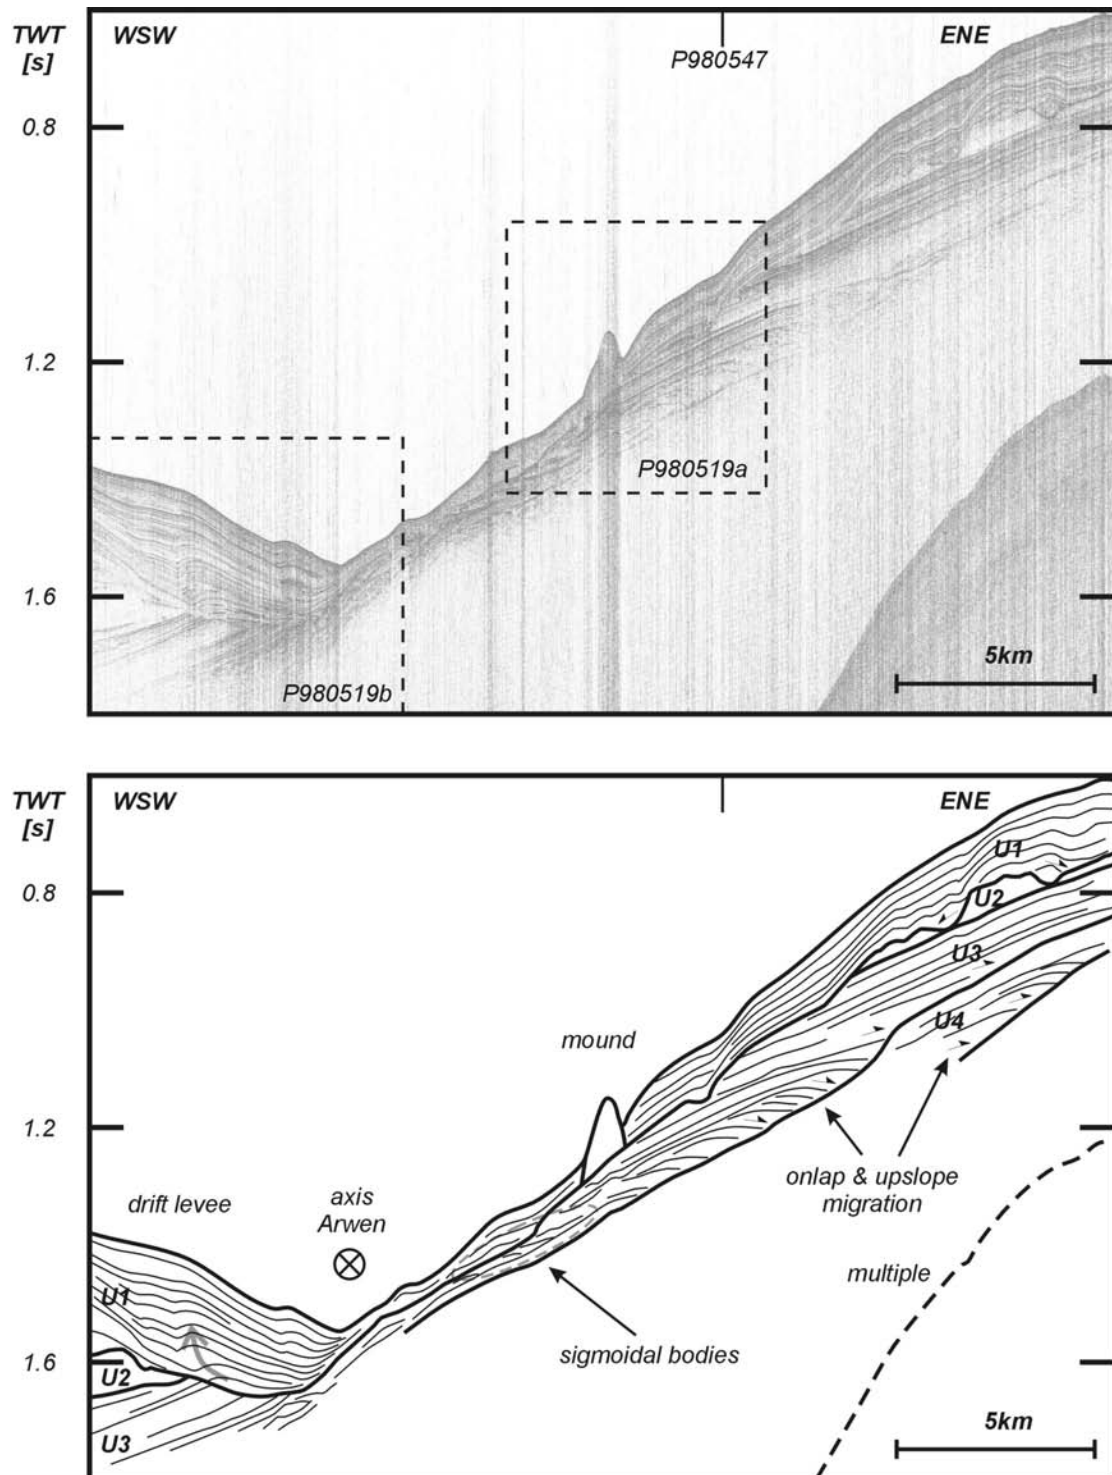 TWT
[s]
WSW
P980547
ENE
0.8
1.2
P980519a
1.6
5km
P980519b
TWT
[s]
WSW
ENE
U1
0.8
U2
U3
U4
mound
1.2
onlap & upslope
migration
drift levee
axis
Arwen
multiple
U1
sigmoidal bodies
1.6
U2
5km
U3